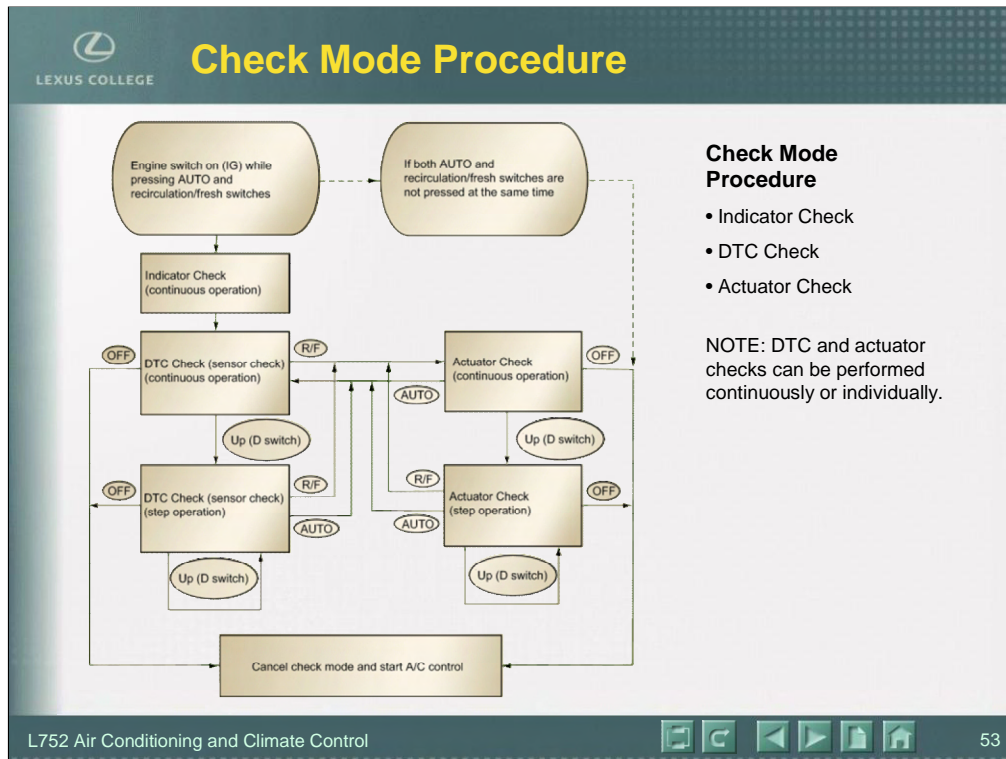 LEXUS COLLEGE
Check Mode Procedure
Engine switch on (IG) while
pressing AUTO and
recirculation/fresh switches
If both AUTO and
recirculation/fresh switches are
not pressed at the same time
Indicator Check
(continuous operation)
OFF
DTC Check (sensor check)
(continuous operation)
R/F
AUTO
Actuator Check
(continuous operation)
OFF
Up (D switch)
Up (D switch)
OFF
DTC Check (sensor check)
(step operation)
R/F
AUTO
R/F
AUTO
Actuator Check
(step operation)
OFF
Up (D switch)
Up (D switch)
Cancel check mode and start A/C control
Check Mode
Procedure
• Indicator Check
• DTC Check
• Actuator Check
NOTE: DTC and actuator
checks can be performed
continuously or individually.
L752 Air Conditioning and Climate Control
53